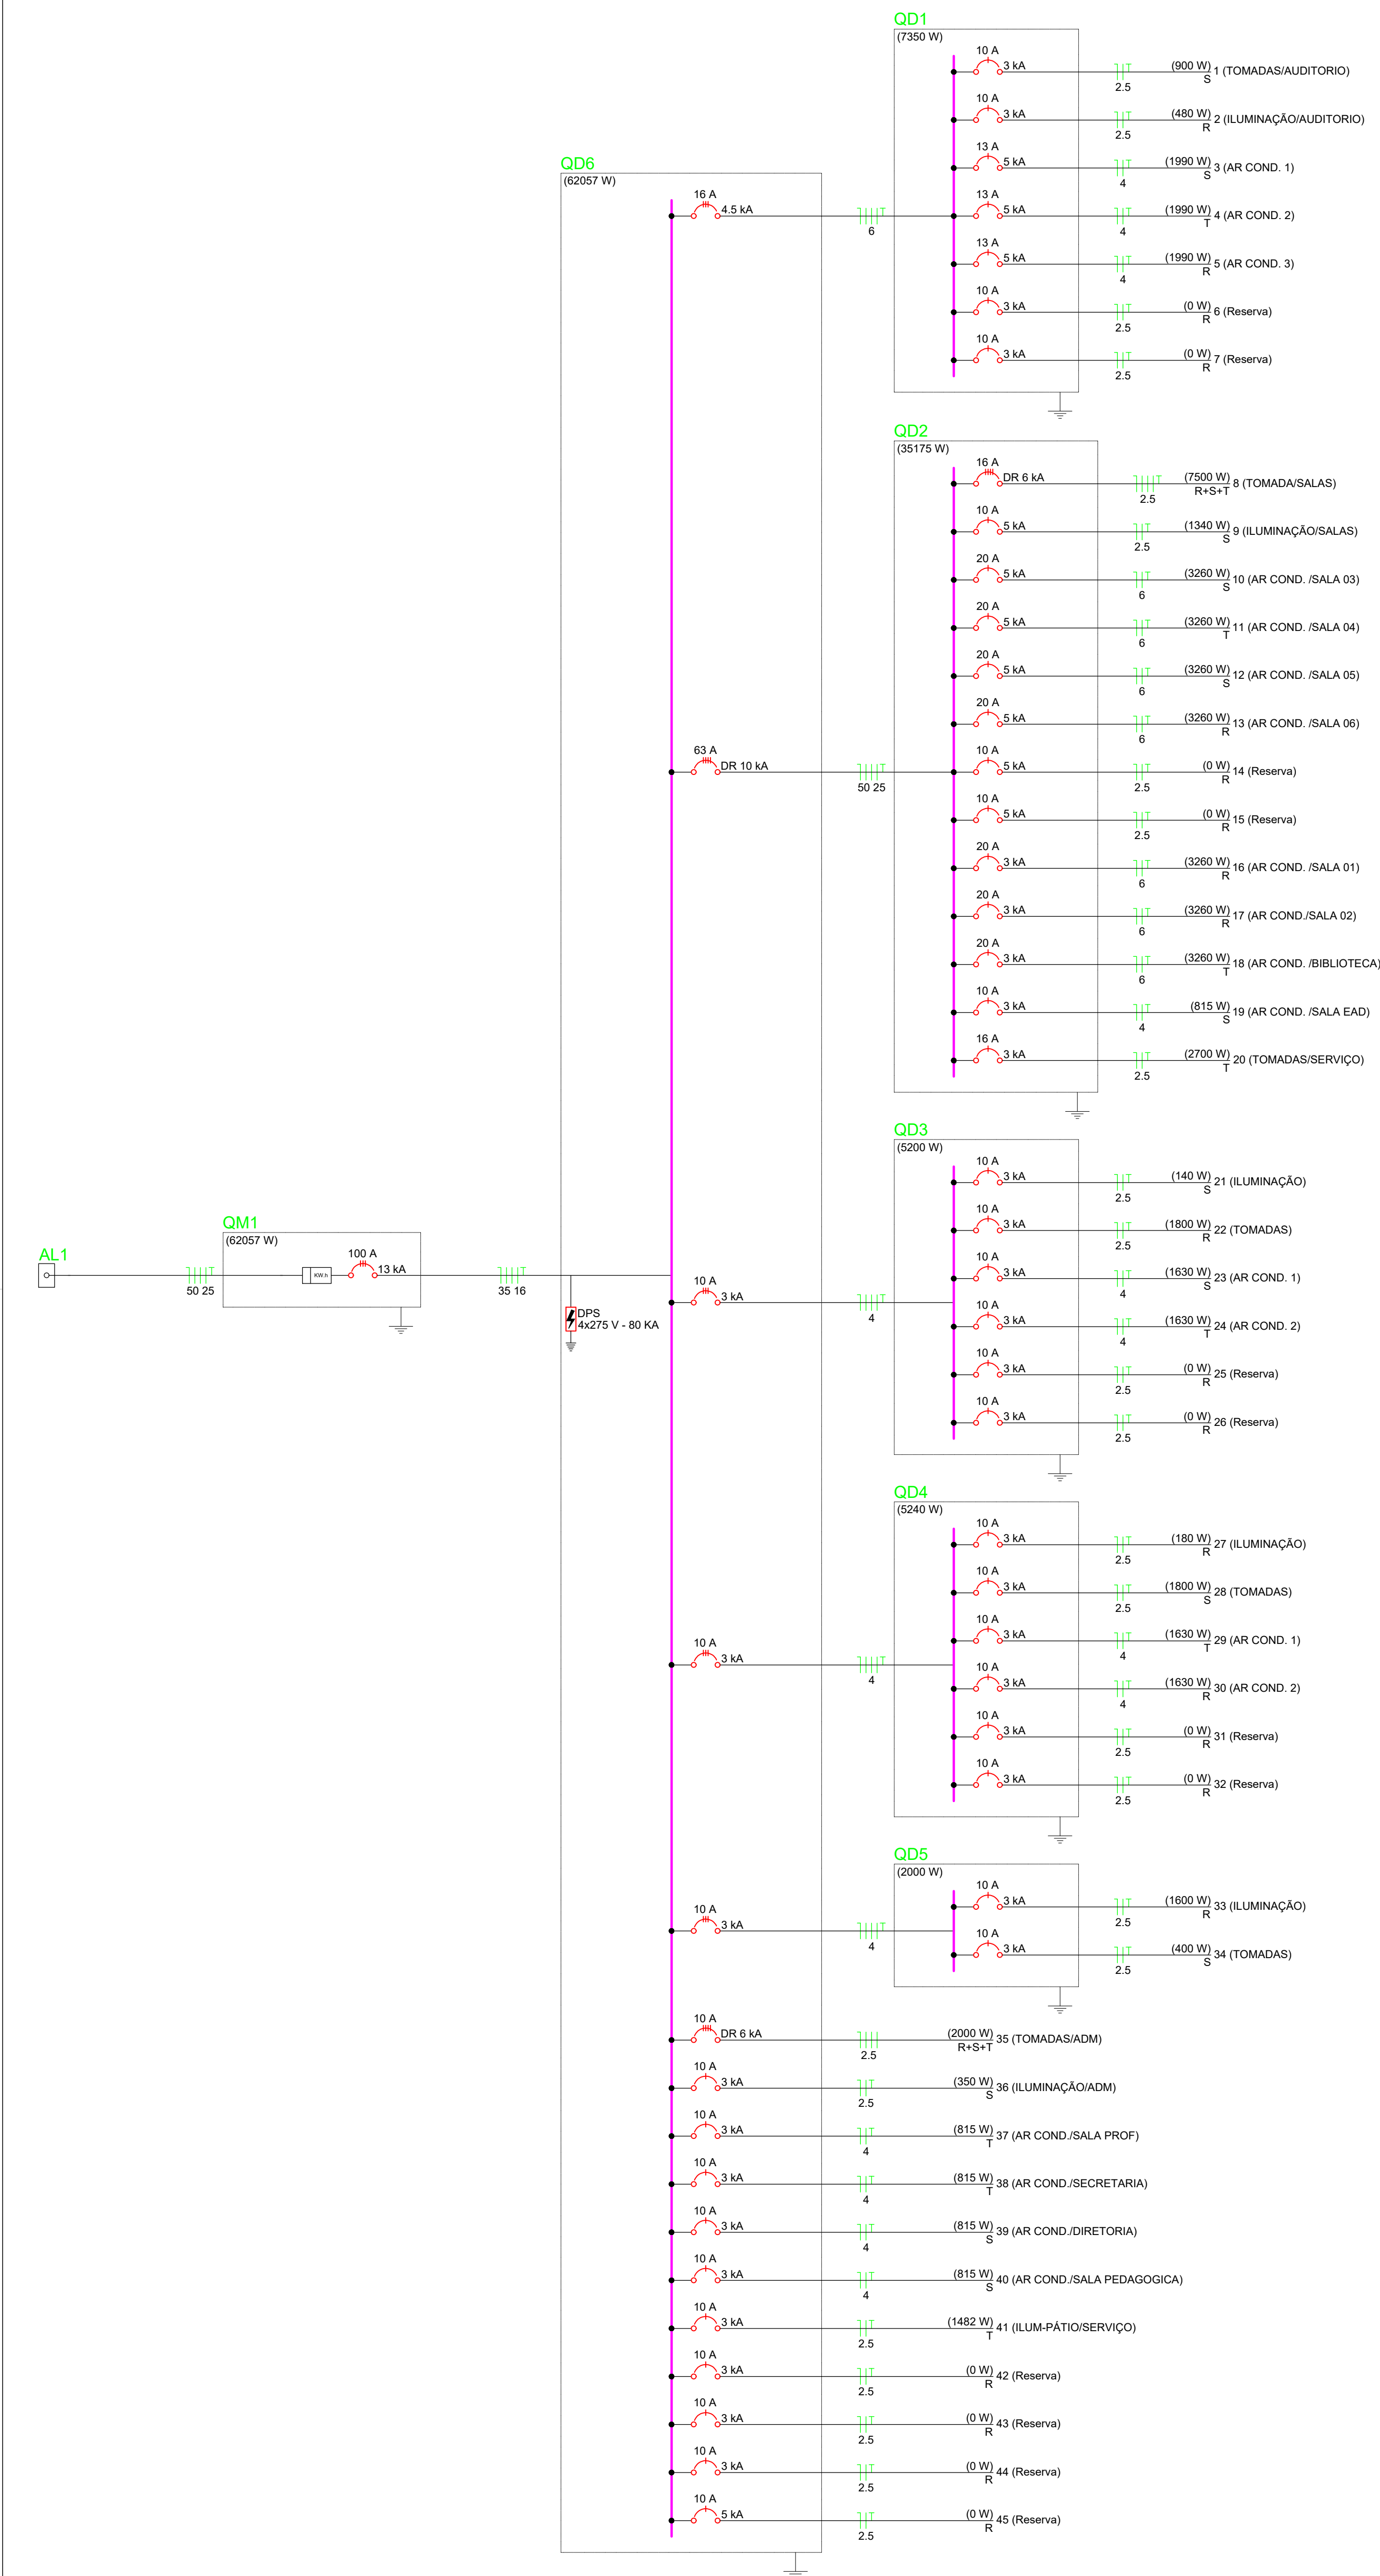 QD1
(7350 W)
10 A
3 kA
2.5
(900 W)
S
1 (TOMADAS/AUDITORIO)
10 A
3 kA
2.5
(480 W)
R
2 (ILUMINAÇÃO/AUDITORIO)
13 A
5 kA
4
(1990 W)
S
3 (AR COND. 1)
13 A
5 kA
4
(1990 W)
T
4 (AR COND. 2)
13 A
5 kA
4
(1990 W)
R
5 (AR COND. 3)
10 A
3 kA
2.5
(0 W)
R
6 (Reserva)
10 A
3 kA
2.5
(0 W)
R
7 (Reserva)
QD6
(62057 W)
16 A
4.5 kA
6
QD2
(35175 W)
16 A
DR 6 kA
2.5
(7500 W)
R+S+T
8 (TOMADA/SALAS)
10 A
5 kA
2.5
(1340 W)
S
9 (ILUMINAÇÃO/SALAS)
20 A
5 kA
6
(3260 W)
S
10 (AR COND. /SALA 03)
20 A
5 kA
6
(3260 W)
T
11 (AR COND. /SALA 04)
20 A
5 kA
6
(3260 W)
S
12 (AR COND. /SALA 05)
20 A
5 kA
6
(3260 W)
R
13 (AR COND. /SALA 06)
63 A
DR 10 kA
50 25
10 A
5 kA
2.5
(0 W)
R
14 (Reserva)
10 A
5 kA
2.5
(0 W)
R
15 (Reserva)
20 A
3 kA
6
(3260 W)
R
16 (AR COND. /SALA 01)
20 A
3 kA
6
(3260 W)
R
17 (AR COND./SALA 02)
20 A
3 kA
6
(3260 W)
T
18 (AR COND. /BIBLIOTECA)
10 A
3 kA
4
(815 W)
S
19 (AR COND. /SALA EAD)
16 A
3 kA
2.5
(2700 W)
T
20 (TOMADAS/SERVIÇO)
QD3
(5200 W)
10 A
3 kA
2.5
(140 W)
S
21 (ILUMINAÇÃO)
10 A
3 kA
2.5
(1800 W)
R
22 (TOMADAS)
10 A
3 kA
4
(1630 W)
S
23 (AR COND. 1)
10 A
3 kA
4
(1630 W)
T
24 (AR COND. 2)
10 A
3 kA
2.5
(0 W)
R
25 (Reserva)
10 A
3 kA
2.5
(0 W)
R
26 (Reserva)
AL1
50 25
QM1
(62057 W)
KW.h
100 A
13 kA
35 16
DPS
4x275 V - 80 KA
10 A
3 kA
4
QD4
(5240 W)
10 A
3 kA
2.5
(180 W)
R
27 (ILUMINAÇÃO)
10 A
3 kA
2.5
(1800 W)
S
28 (TOMADAS)
10 A
3 kA
4
(1630 W)
T
29 (AR COND. 1)
10 A
3 kA
4
(1630 W)
R
30 (AR COND. 2)
10 A
3 kA
2.5
(0 W)
R
31 (Reserva)
10 A
3 kA
2.5
(0 W)
R
32 (Reserva)
10 A
3 kA
4
QD5
(2000 W)
10 A
3 kA
2.5
(1600 W)
R
33 (ILUMINAÇÃO)
10 A
3 kA
2.5
(400 W)
S
34 (TOMADAS)
10 A
3 kA
4
10 A
DR 6 kA
2.5
(2000 W)
R+S+T
35 (TOMADAS/ADM)
10 A
3 kA
2.5
(350 W)
S
36 (ILUMINAÇÃO/ADM)
10 A
3 kA
4
(815 W)
T
37 (AR COND./SALA PROF)
10 A
3 kA
4
(815 W)
T
38 (AR COND./SECRETARIA)
10 A
3 kA
4
(815 W)
S
39 (AR COND./DIRETORIA)
10 A
3 kA
4
(815 W)
S
40 (AR COND./SALA PEDAGOGICA)
10 A
3 kA
2.5
(1482 W)
T
41 (ILUM-PÁTIO/SERVIÇO)
10 A
3 kA
2.5
(0 W)
R
42 (Reserva)
10 A
3 kA
2.5
(0 W)
R
43 (Reserva)
10 A
3 kA
2.5
(0 W)
R
44 (Reserva)
10 A
5 kA
2.5
(0 W)
R
45 (Reserva)